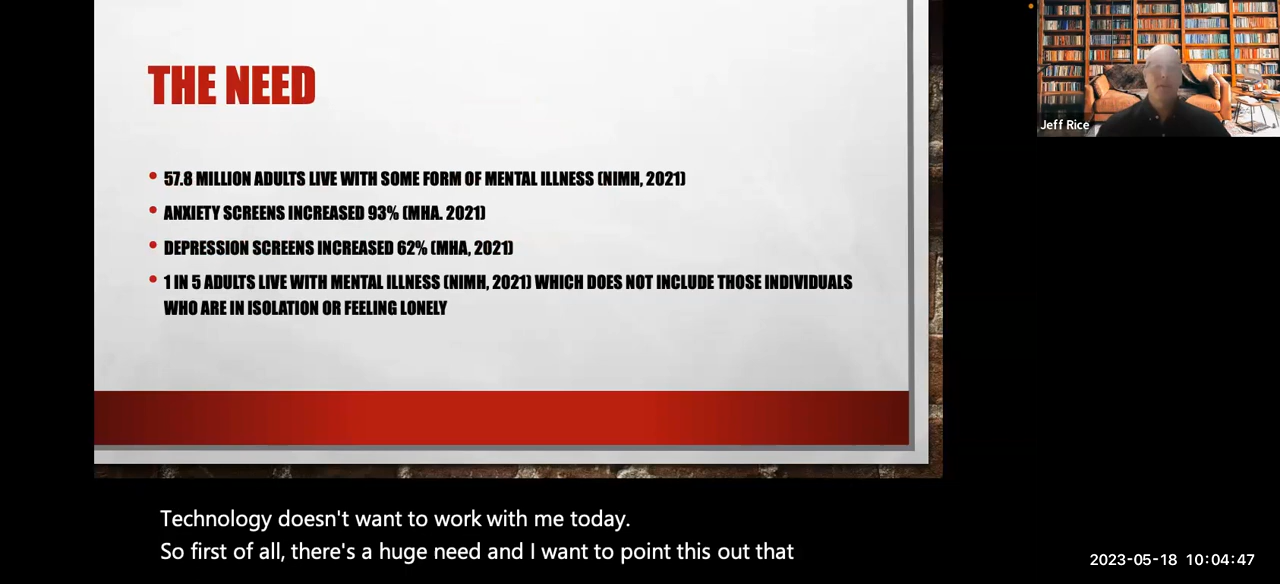 THE NEED
57.8 MILLION ADULTS LIVE WITH SOME FORM OF MENTAL ILLNESS (NIMH, 2021)
ANXIETY SCREENS INCREASED 93% (MHA. 2021)
DEPRESSION SCREENS INCREASED 62% (MHA, 2021)
1 IN 5 ADULTS LIVE WITH MENTAL ILLNESS (NIMH, 2021) WHICH DOES NOT INCLUDE THOSE INDIVIDUALS
WHO ARE IN ISOLATION OR FEELING LONELY
Jeff Rice
Technology doesn't want to work with me today.
So first of all, there's a huge need and I want to point this out that
2023-05-18 10:04:47